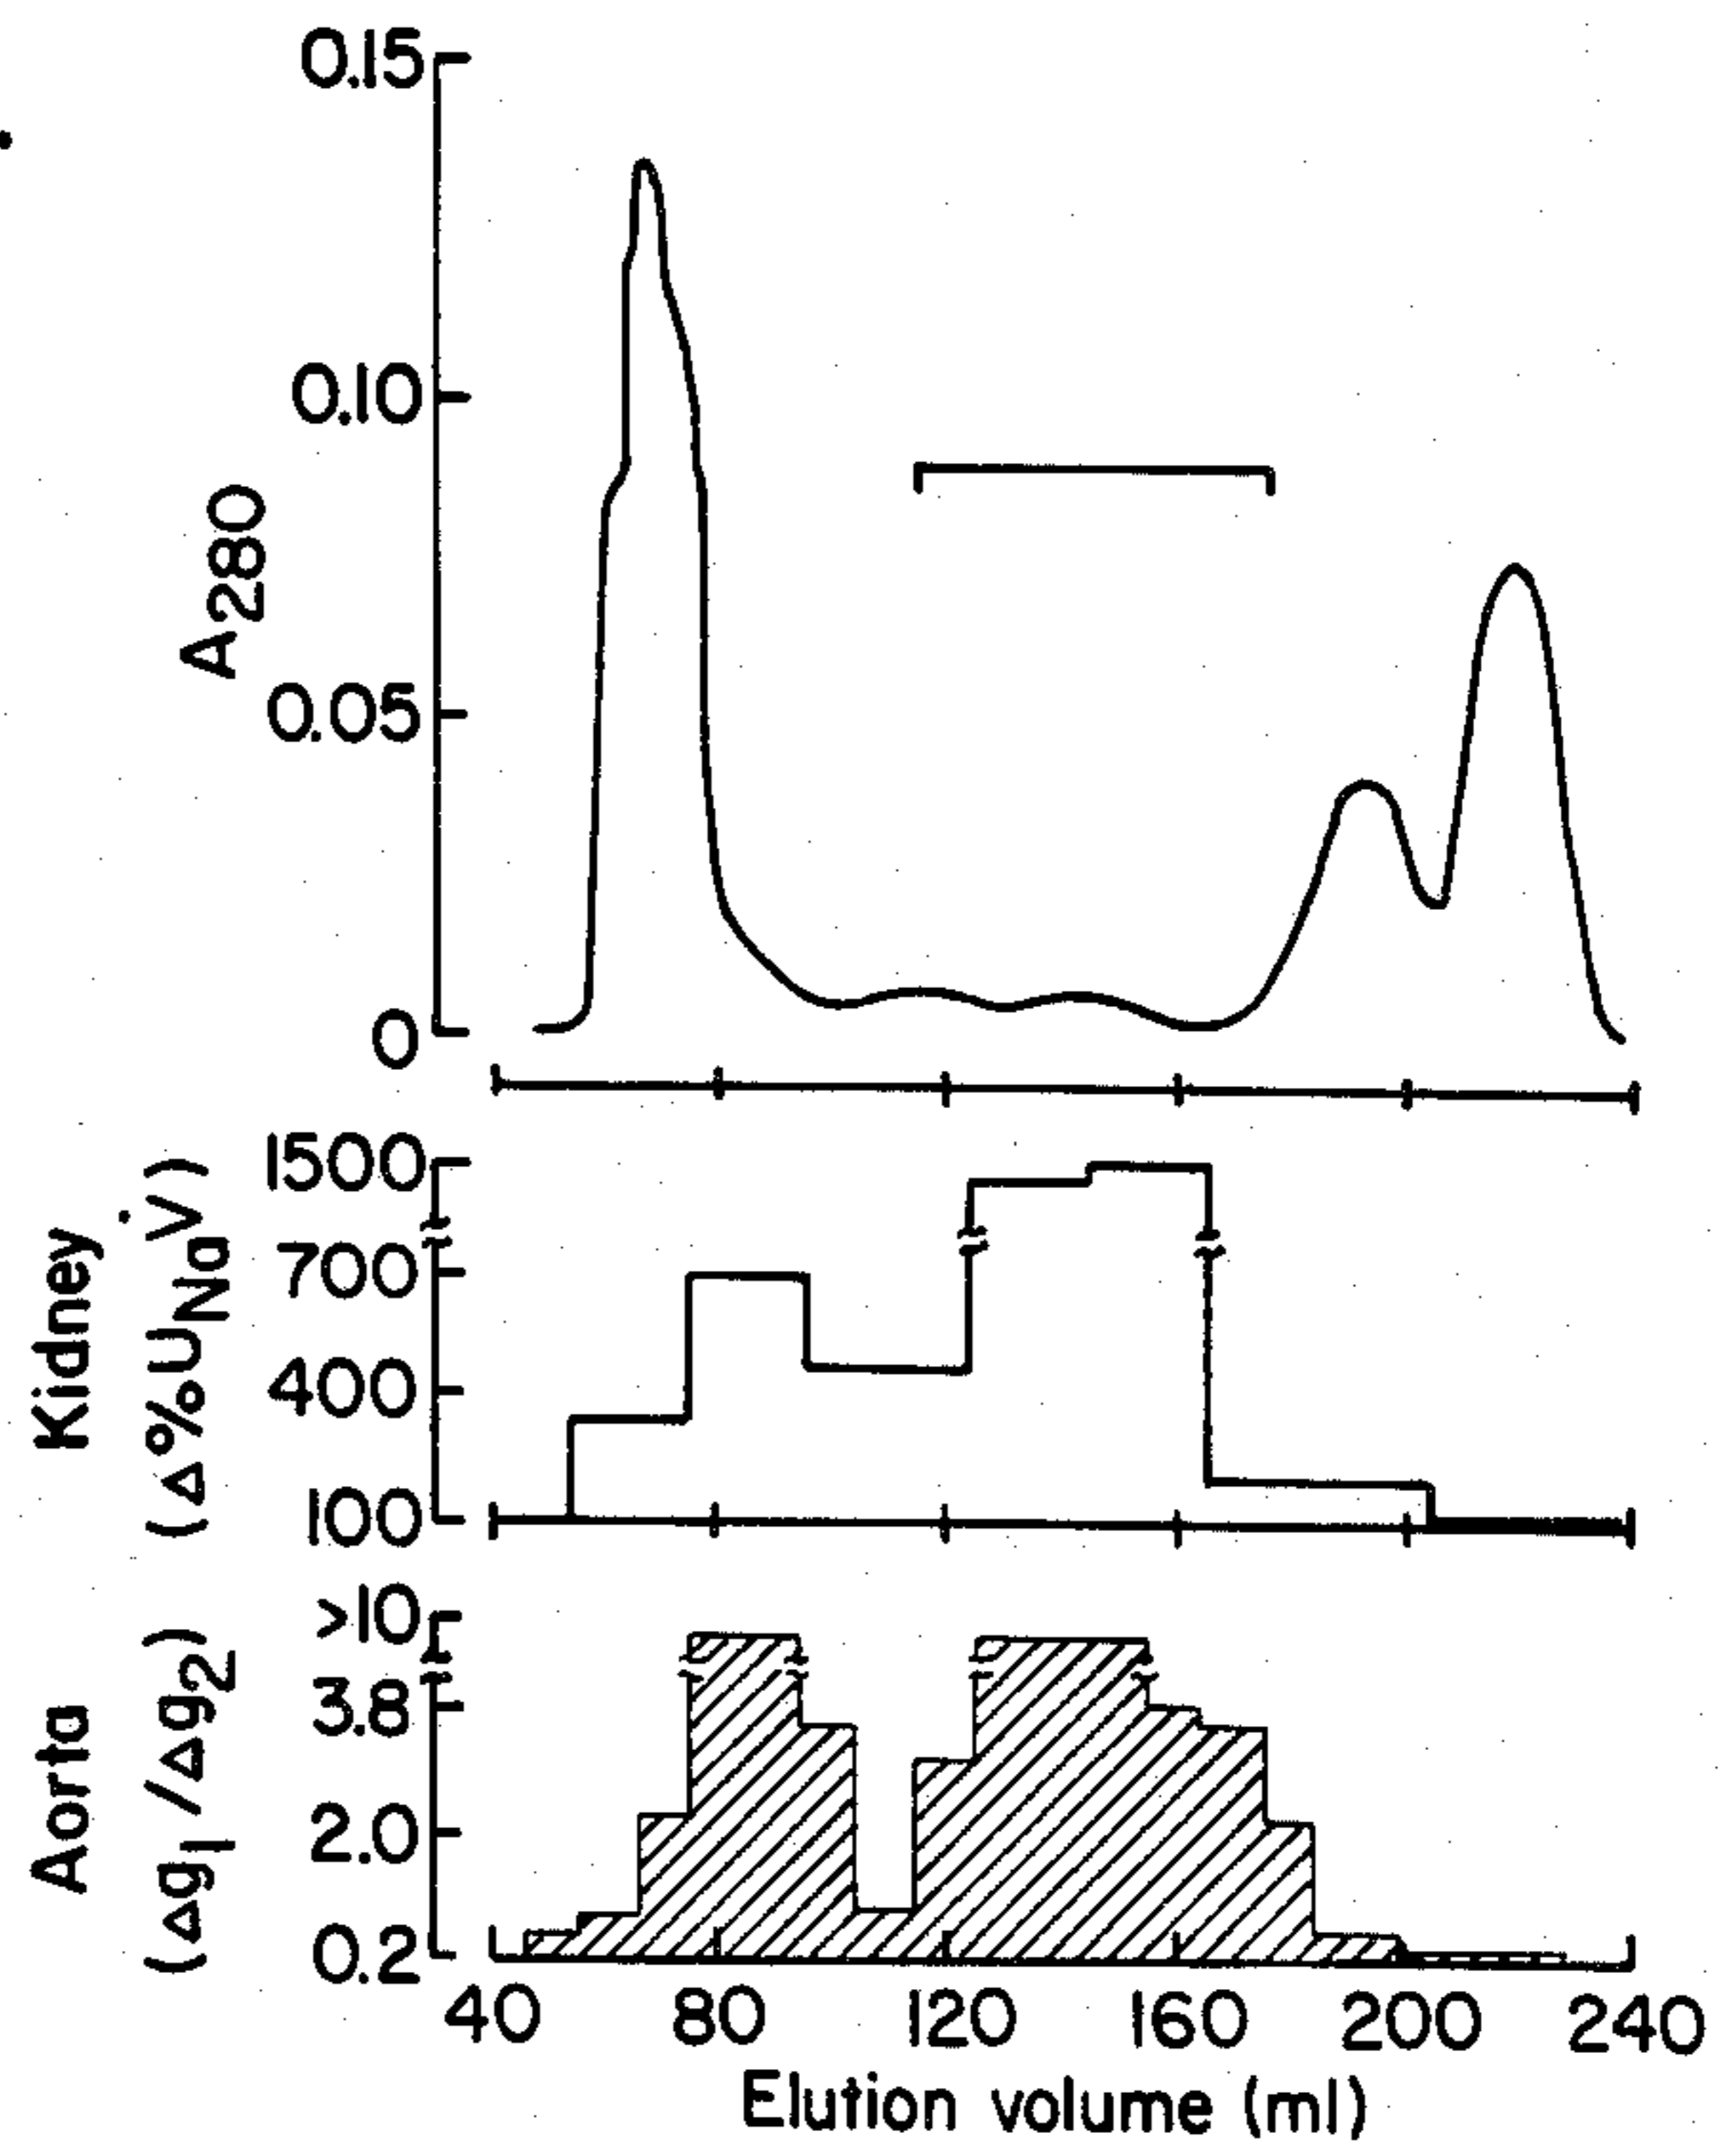 0.15
0.10
0.05
0
A280
1500
700
400
100
Kidney
(Δ%UNaV̇)
>10
3.8
2.0
0.2
Aorta
(Δg1/Δg2)
40 80 120 160 200 240
Elution volume (ml)